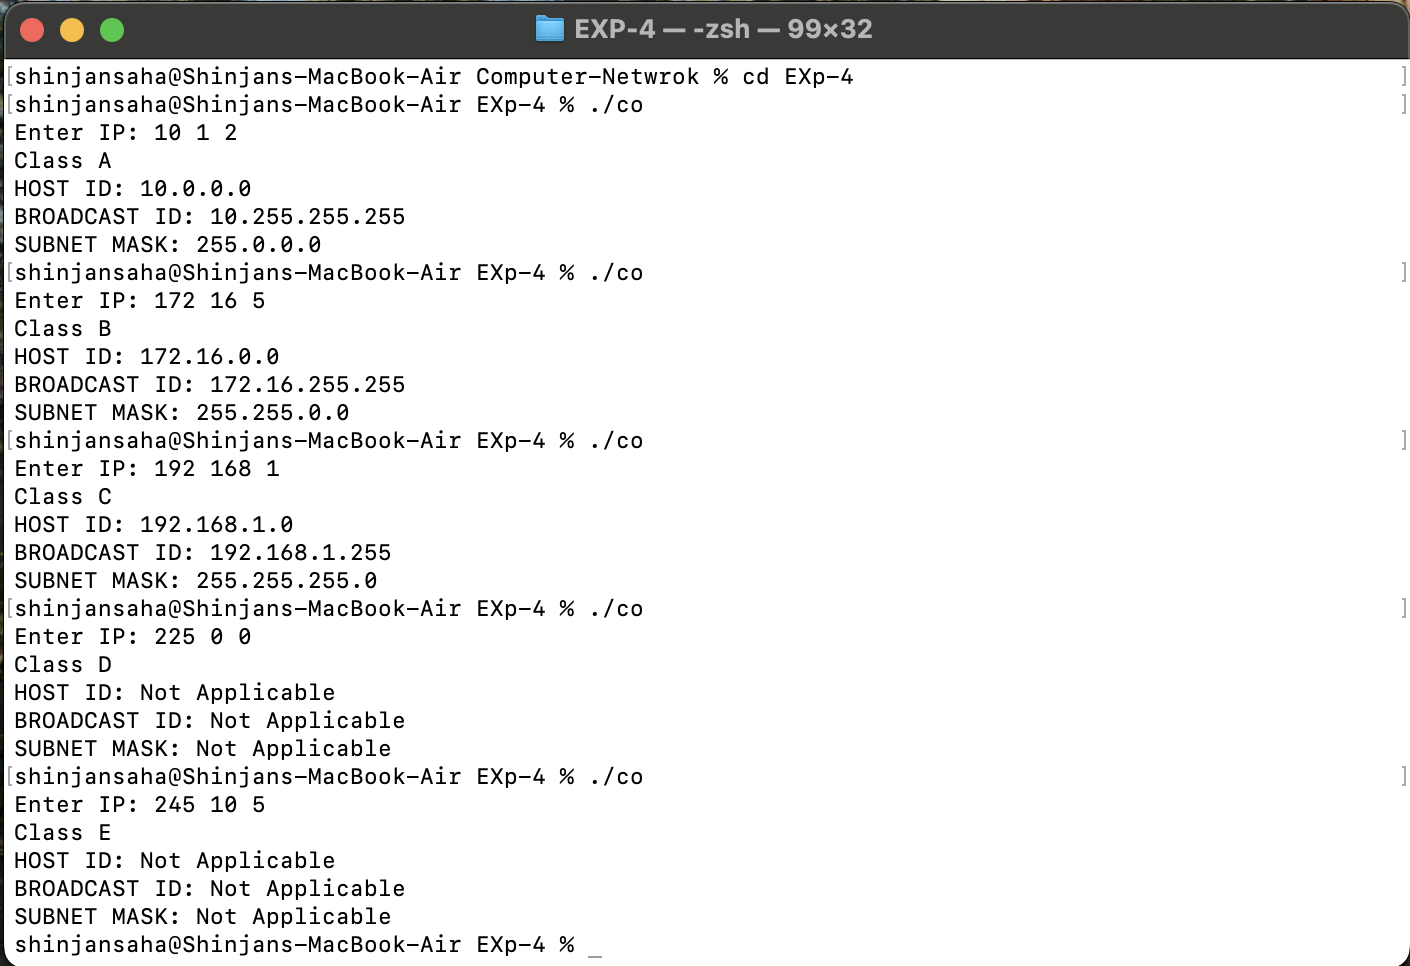 EXP-4 — -zsh — 99×32
[shinjansaha@Shinjans-MacBook-Air Computer-Netwrok % cd EXp-4 ]
[shinjansaha@Shinjans-MacBook-Air EXp-4 % ./co ]
Enter IP: 10 1 2
Class A
HOST ID: 10.0.0.0
BROADCAST ID: 10.255.255.255
SUBNET MASK: 255.0.0.0
[shinjansaha@Shinjans-MacBook-Air EXp-4 % ./co ]
Enter IP: 172 16 5
Class B
HOST ID: 172.16.0.0
BROADCAST ID: 172.16.255.255
SUBNET MASK: 255.255.0.0
[shinjansaha@Shinjans-MacBook-Air EXp-4 % ./co ]
Enter IP: 192 168 1
Class C
HOST ID: 192.168.1.0
BROADCAST ID: 192.168.1.255
SUBNET MASK: 255.255.255.0
[shinjansaha@Shinjans-MacBook-Air EXp-4 % ./co ]
Enter IP: 225 0 0
Class D
HOST ID: Not Applicable
BROADCAST ID: Not Applicable
SUBNET MASK: Not Applicable
[shinjansaha@Shinjans-MacBook-Air EXp-4 % ./co ]
Enter IP: 245 10 5
Class E
HOST ID: Not Applicable
BROADCAST ID: Not Applicable
SUBNET MASK: Not Applicable
shinjansaha@Shinjans-MacBook-Air EXp-4 % _